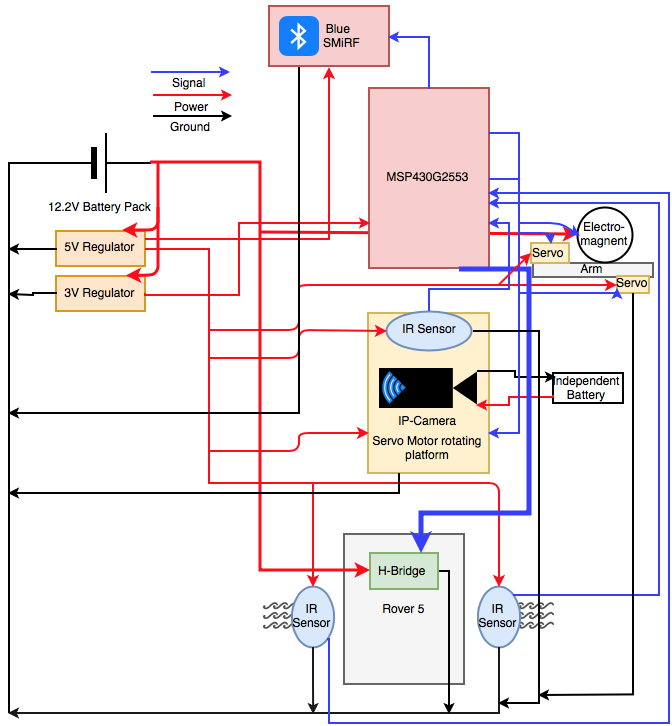 Blue
SMiRF
Signal
Power
Ground
MSP430G2553
12.2V Battery Pack
5V Regulator
3V Regulator
Electro-
magnent
Servo
Arm
Servo
IR Sensor
IP-Camera
Servo Motor rotating
platform
Independent
Battery
H-Bridge
Rover 5
IR
Sensor
IR
Sensor